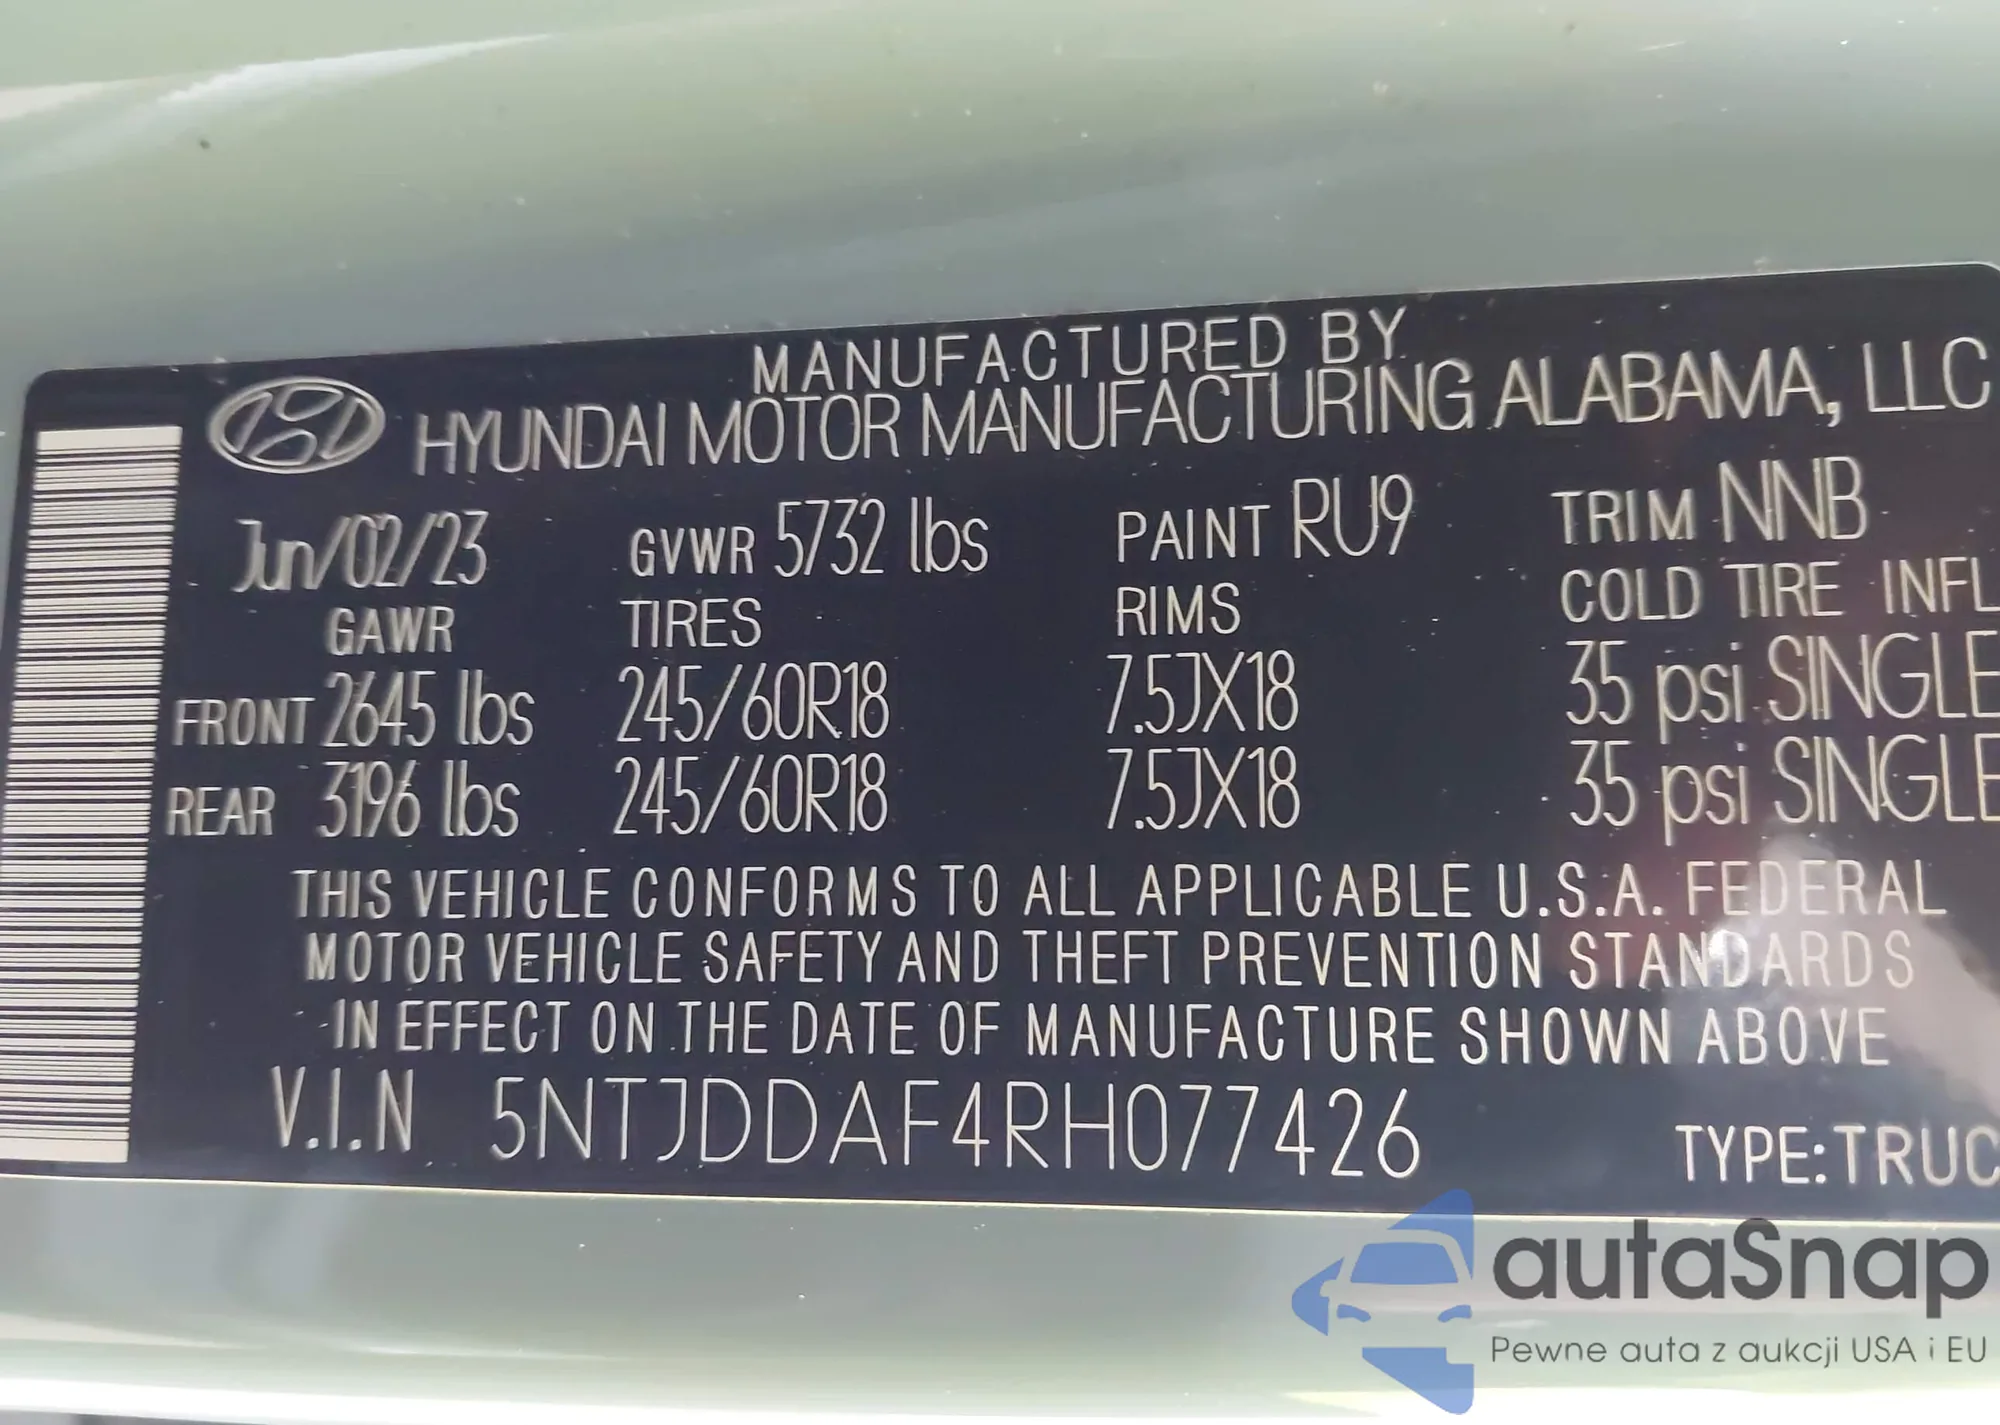 MANUFACTURED BY
HYUNDAI MOTOR MANUFACTURING ALABAMA, LLC
Jun/02/23 GVWR 5732 lbs PAINT RU9 TRIM NNB
GAWR TIRES RIMS COLD TIRE INFL
FRONT 2645 lbs 245/60R18 7.5JX18 35 psi SINGLE
REAR 3196 lbs 245/60R18 7.5JX18 35 psi SINGLE
THIS VEHICLE CONFORMS TO ALL APPLICABLE U.S.A. FEDERAL
MOTOR VEHICLE SAFETY AND THEFT PREVENTION STANDARDS
IN EFFECT ON THE DATE OF MANUFACTURE SHOWN ABOVE
V.I.N 5NTJDDAF4RH077426 TYPE:TRUC
autaSnap
Pewne auta z aukcji USA i EU